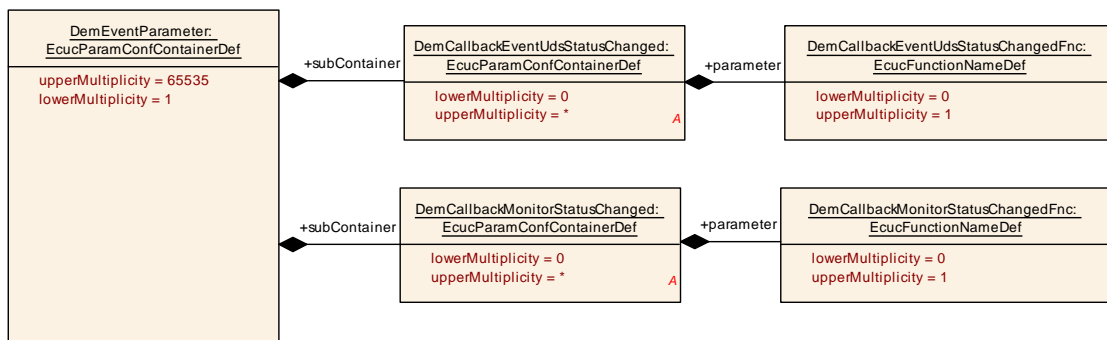 DemEventParameter:
EcucParamConfContainerDef
upperMultiplicity = 65535
lowerMultiplicity = 1
+subContainer
DemCallbackEventUdsStatusChanged:
EcucParamConfContainerDef
lowerMultiplicity = 0
upperMultiplicity = *
A
+parameter
DemCallbackEventUdsStatusChangedFnc:
EcucFunctionNameDef
lowerMultiplicity = 0
upperMultiplicity = 1
+subContainer
DemCallbackMonitorStatusChanged:
EcucParamConfContainerDef
lowerMultiplicity = 0
upperMultiplicity = *
A
+parameter
DemCallbackMonitorStatusChangedFnc:
EcucFunctionNameDef
lowerMultiplicity = 0
upperMultiplicity = 1